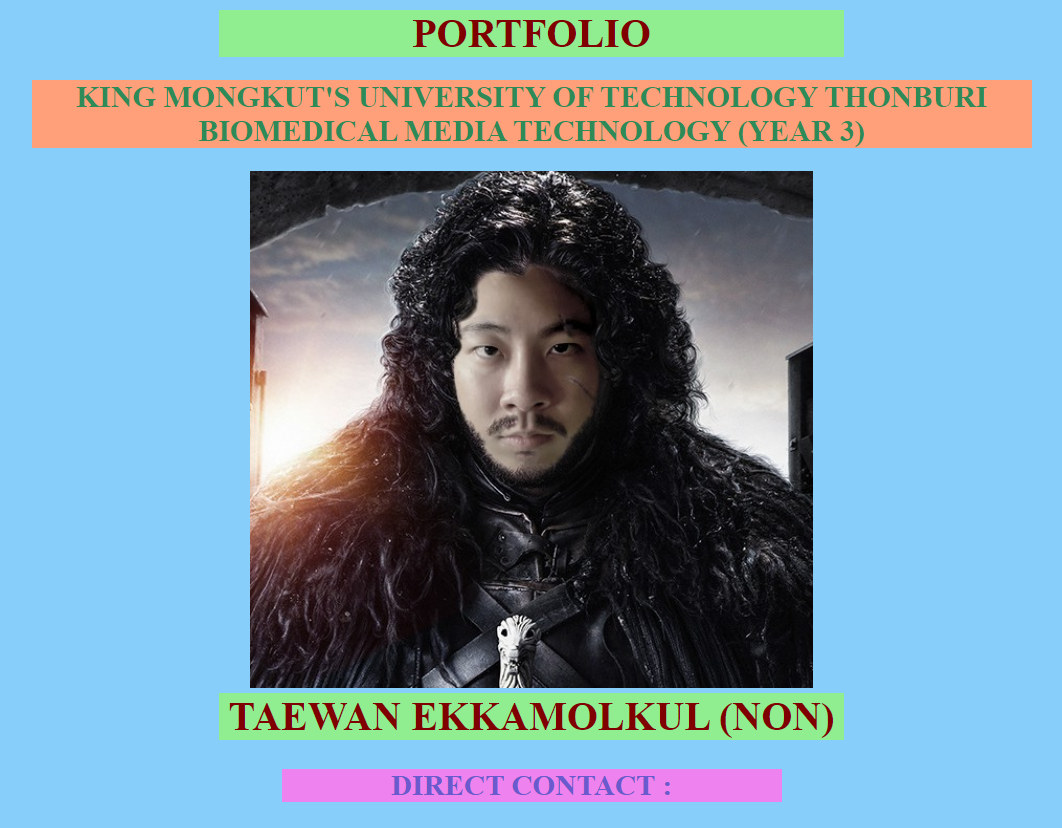 PORTFOLIO
KING MONGKUT'S UNIVERSITY OF TECHNOLOGY THONBURI
BIOMEDICAL MEDIA TECHNOLOGY (YEAR 3)
TAEWAN EKKAMOLKUL (NON)
DIRECT CONTACT :